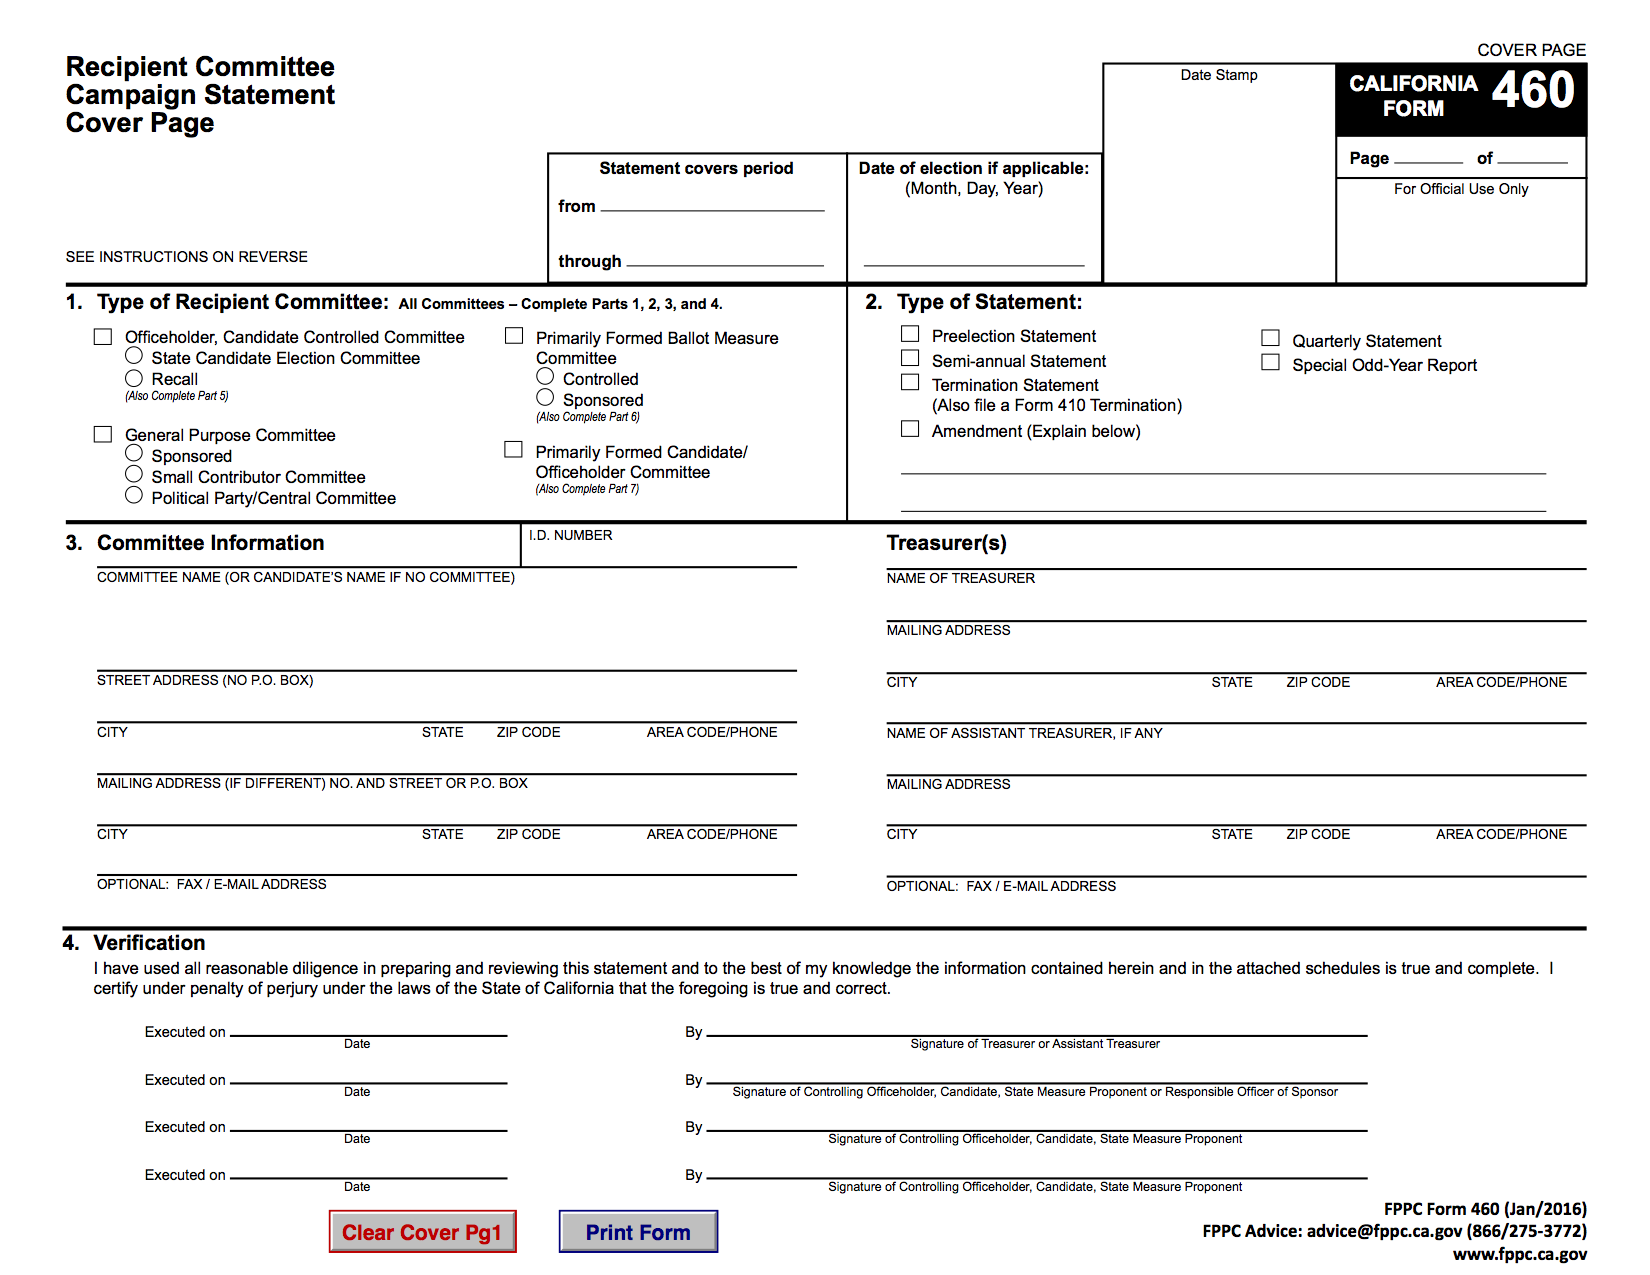 COVER PAGE
Recipient Committee
Campaign Statement
Cover Page
Date Stamp
CALIFORNIA
FORM
460
Statement covers period
from
through
Date of election if applicable:
(Month, Day, Year)
Page of
For Official Use Only
SEE INSTRUCTIONS ON REVERSE
1. Type of Recipient Committee: All Committees – Complete Parts 1, 2, 3, and 4.
Officeholder, Candidate Controlled Committee
State Candidate Election Committee
Recall
(Also Complete Part 5)
General Purpose Committee
Sponsored
Small Contributor Committee
Political Party/Central Committee
Primarily Formed Ballot Measure
Committee
Controlled
Sponsored
(Also Complete Part 6)
Primarily Formed Candidate/
Officeholder Committee
(Also Complete Part 7)
2. Type of Statement:
Preelection Statement
Semi-annual Statement
Termination Statement
(Also file a Form 410 Termination)
Amendment (Explain below)
Quarterly Statement
Special Odd-Year Report
3. Committee Information
I.D. NUMBER
COMMITTEE NAME (OR CANDIDATE'S NAME IF NO COMMITTEE)
STREET ADDRESS (NO P.O. BOX)
CITY STATE ZIP CODE AREA CODE/PHONE
MAILING ADDRESS (IF DIFFERENT) NO. AND STREET OR P.O. BOX
CITY STATE ZIP CODE AREA CODE/PHONE
OPTIONAL: FAX / E-MAIL ADDRESS
Treasurer(s)
NAME OF TREASURER
MAILING ADDRESS
CITY STATE ZIP CODE AREA CODE/PHONE
NAME OF ASSISTANT TREASURER, IF ANY
MAILING ADDRESS
CITY STATE ZIP CODE AREA CODE/PHONE
OPTIONAL: FAX / E-MAIL ADDRESS
4. Verification
I have used all reasonable diligence in preparing and reviewing this statement and to the best of my knowledge the information contained herein and in the attached schedules is true and complete. I
certify under penalty of perjury under the laws of the State of California that the foregoing is true and correct.
Executed on By
Date Signature of Treasurer or Assistant Treasurer
Executed on By
Date Signature of Controlling Officeholder, Candidate, State Measure Proponent or Responsible Officer of Sponsor
Executed on By
Date Signature of Controlling Officeholder, Candidate, State Measure Proponent
Executed on By
Date Signature of Controlling Officeholder, Candidate, State Measure Proponent
Clear Cover Pg1
Print Form
FPPC Form 460 (Jan/2016)
FPPC Advice: advice@fppc.ca.gov (866/275-3772)
www.fppc.ca.gov